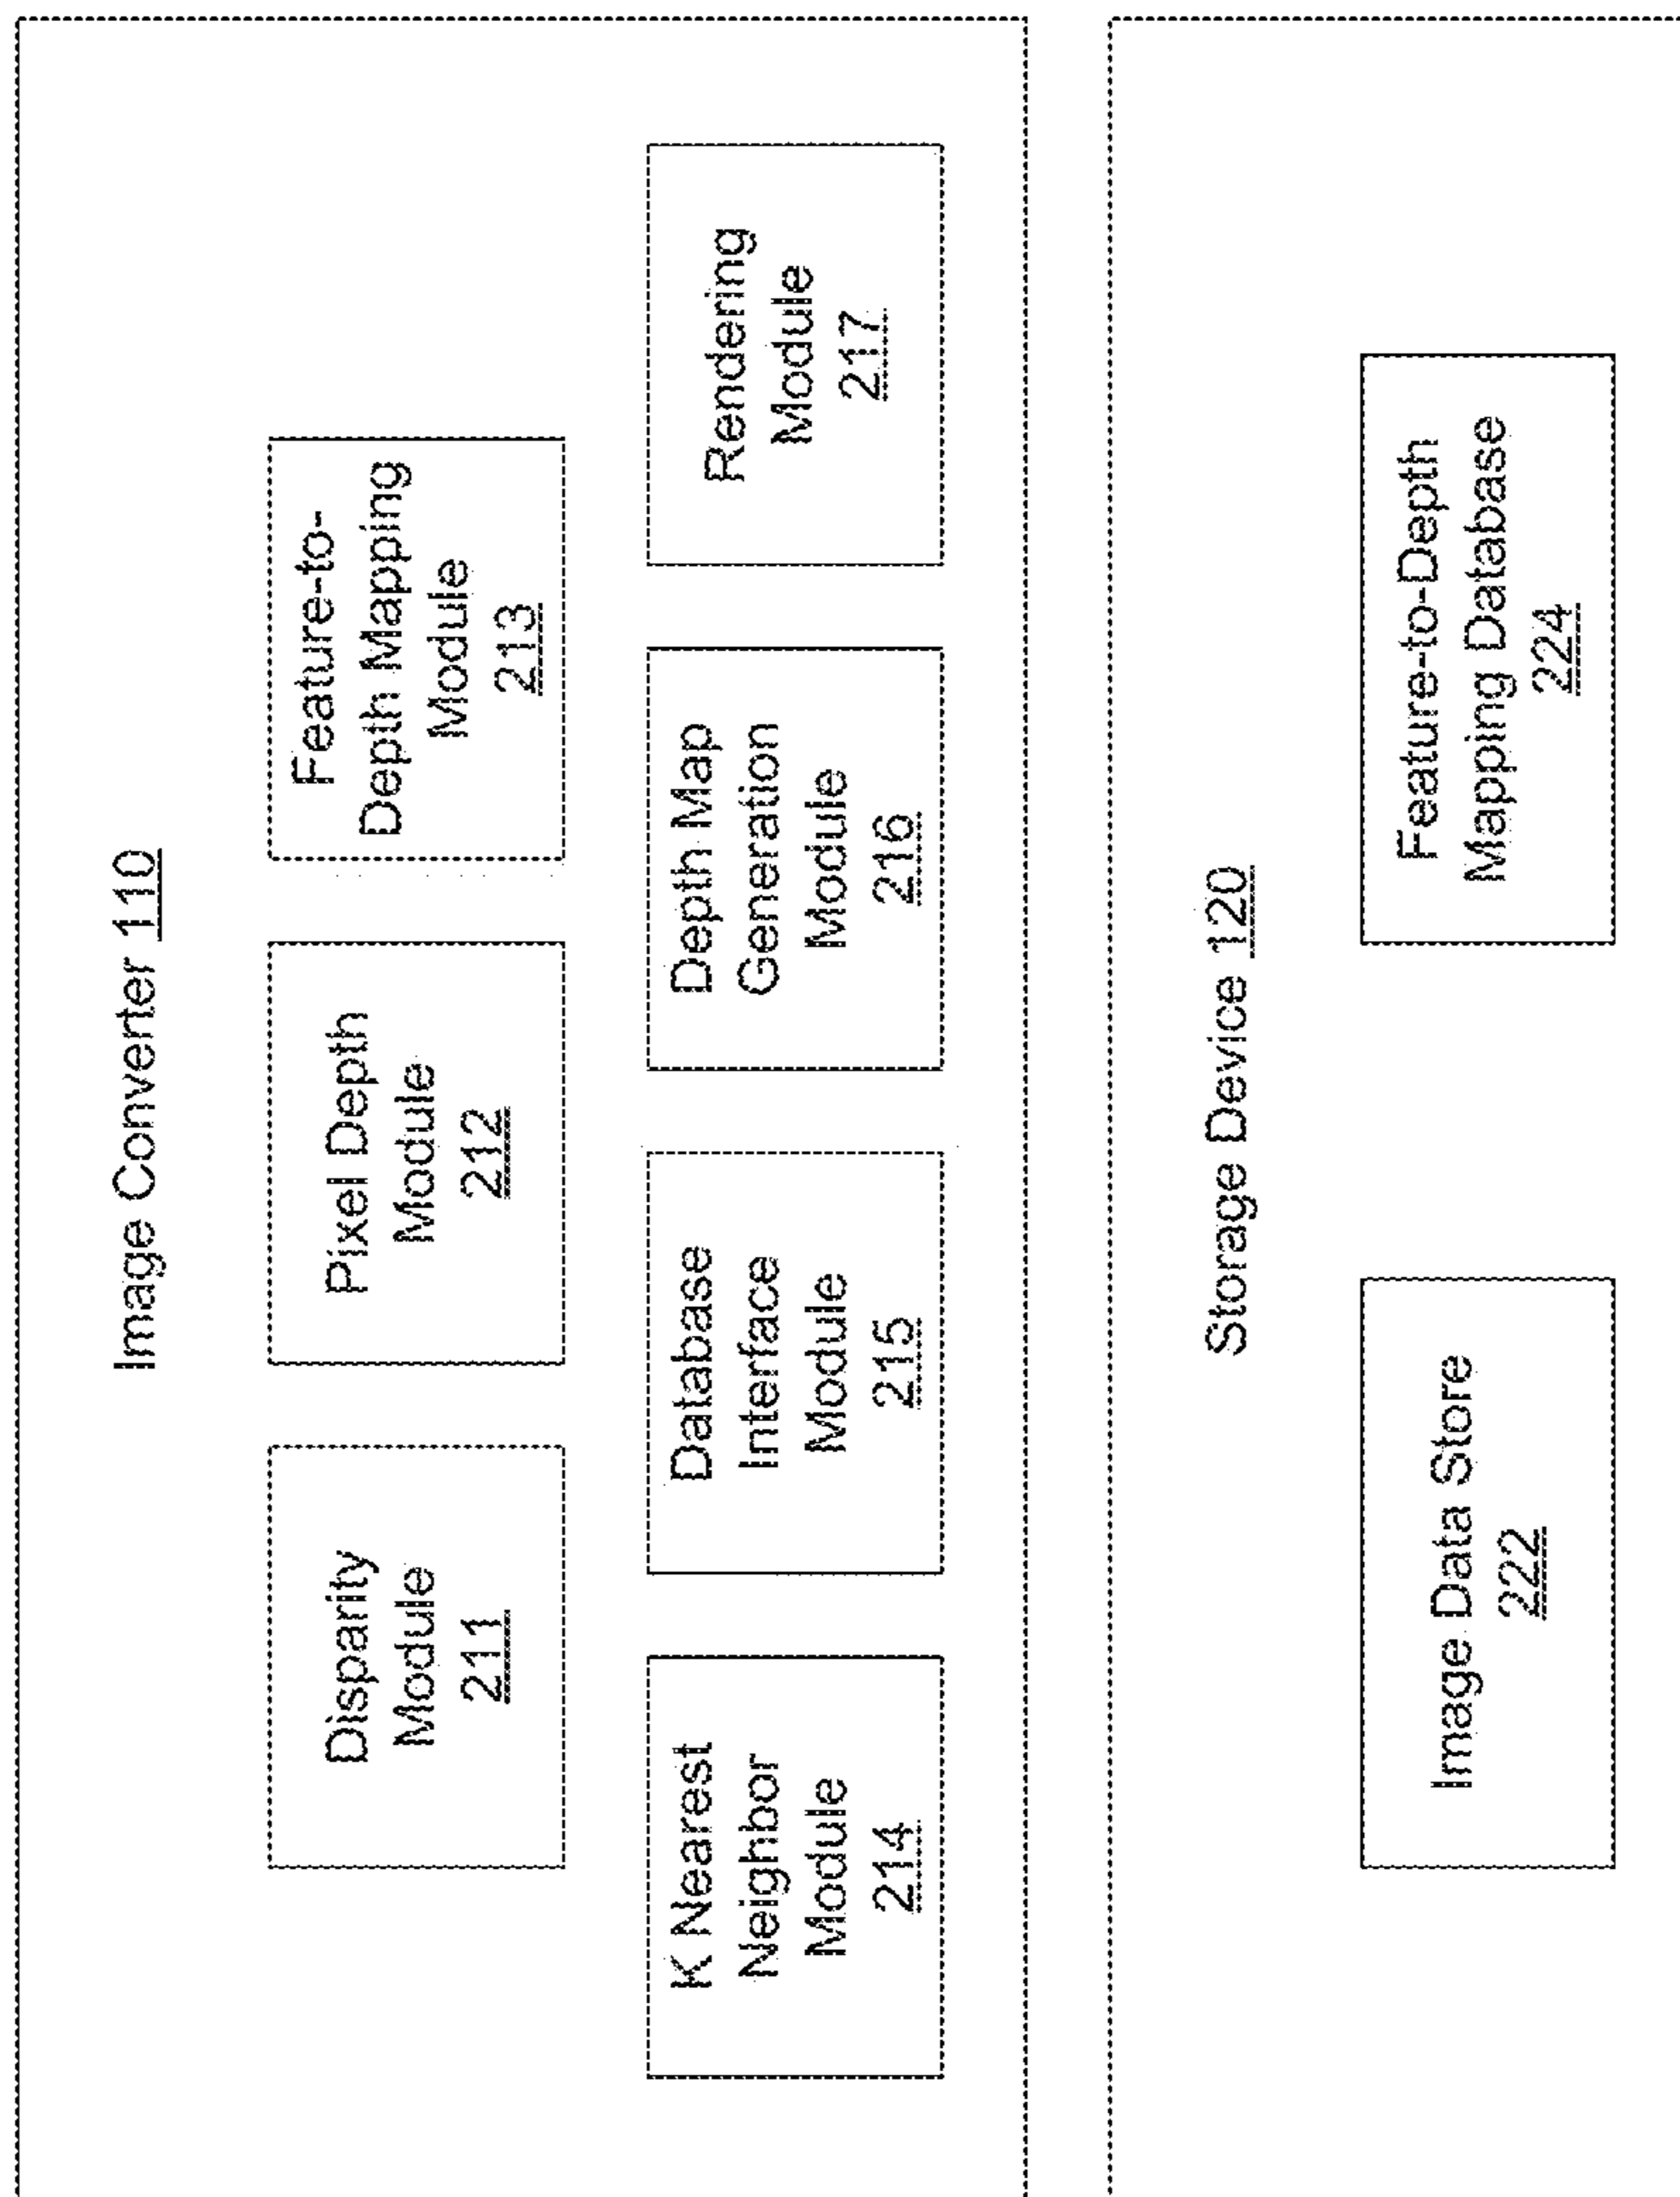 Image Converter 110
Disparity
Module
211
Pixel Depth
Module
212
Feature-to-
Depth Mapping
Module
213
K Nearest
Neighbor
Module
214
Database
Interface
Module
215
Depth Map
Generation
Module
216
Rendering
Module
217
Storage Device 120
Image Data Store
222
Feature-to-Depth
Mapping Database
224